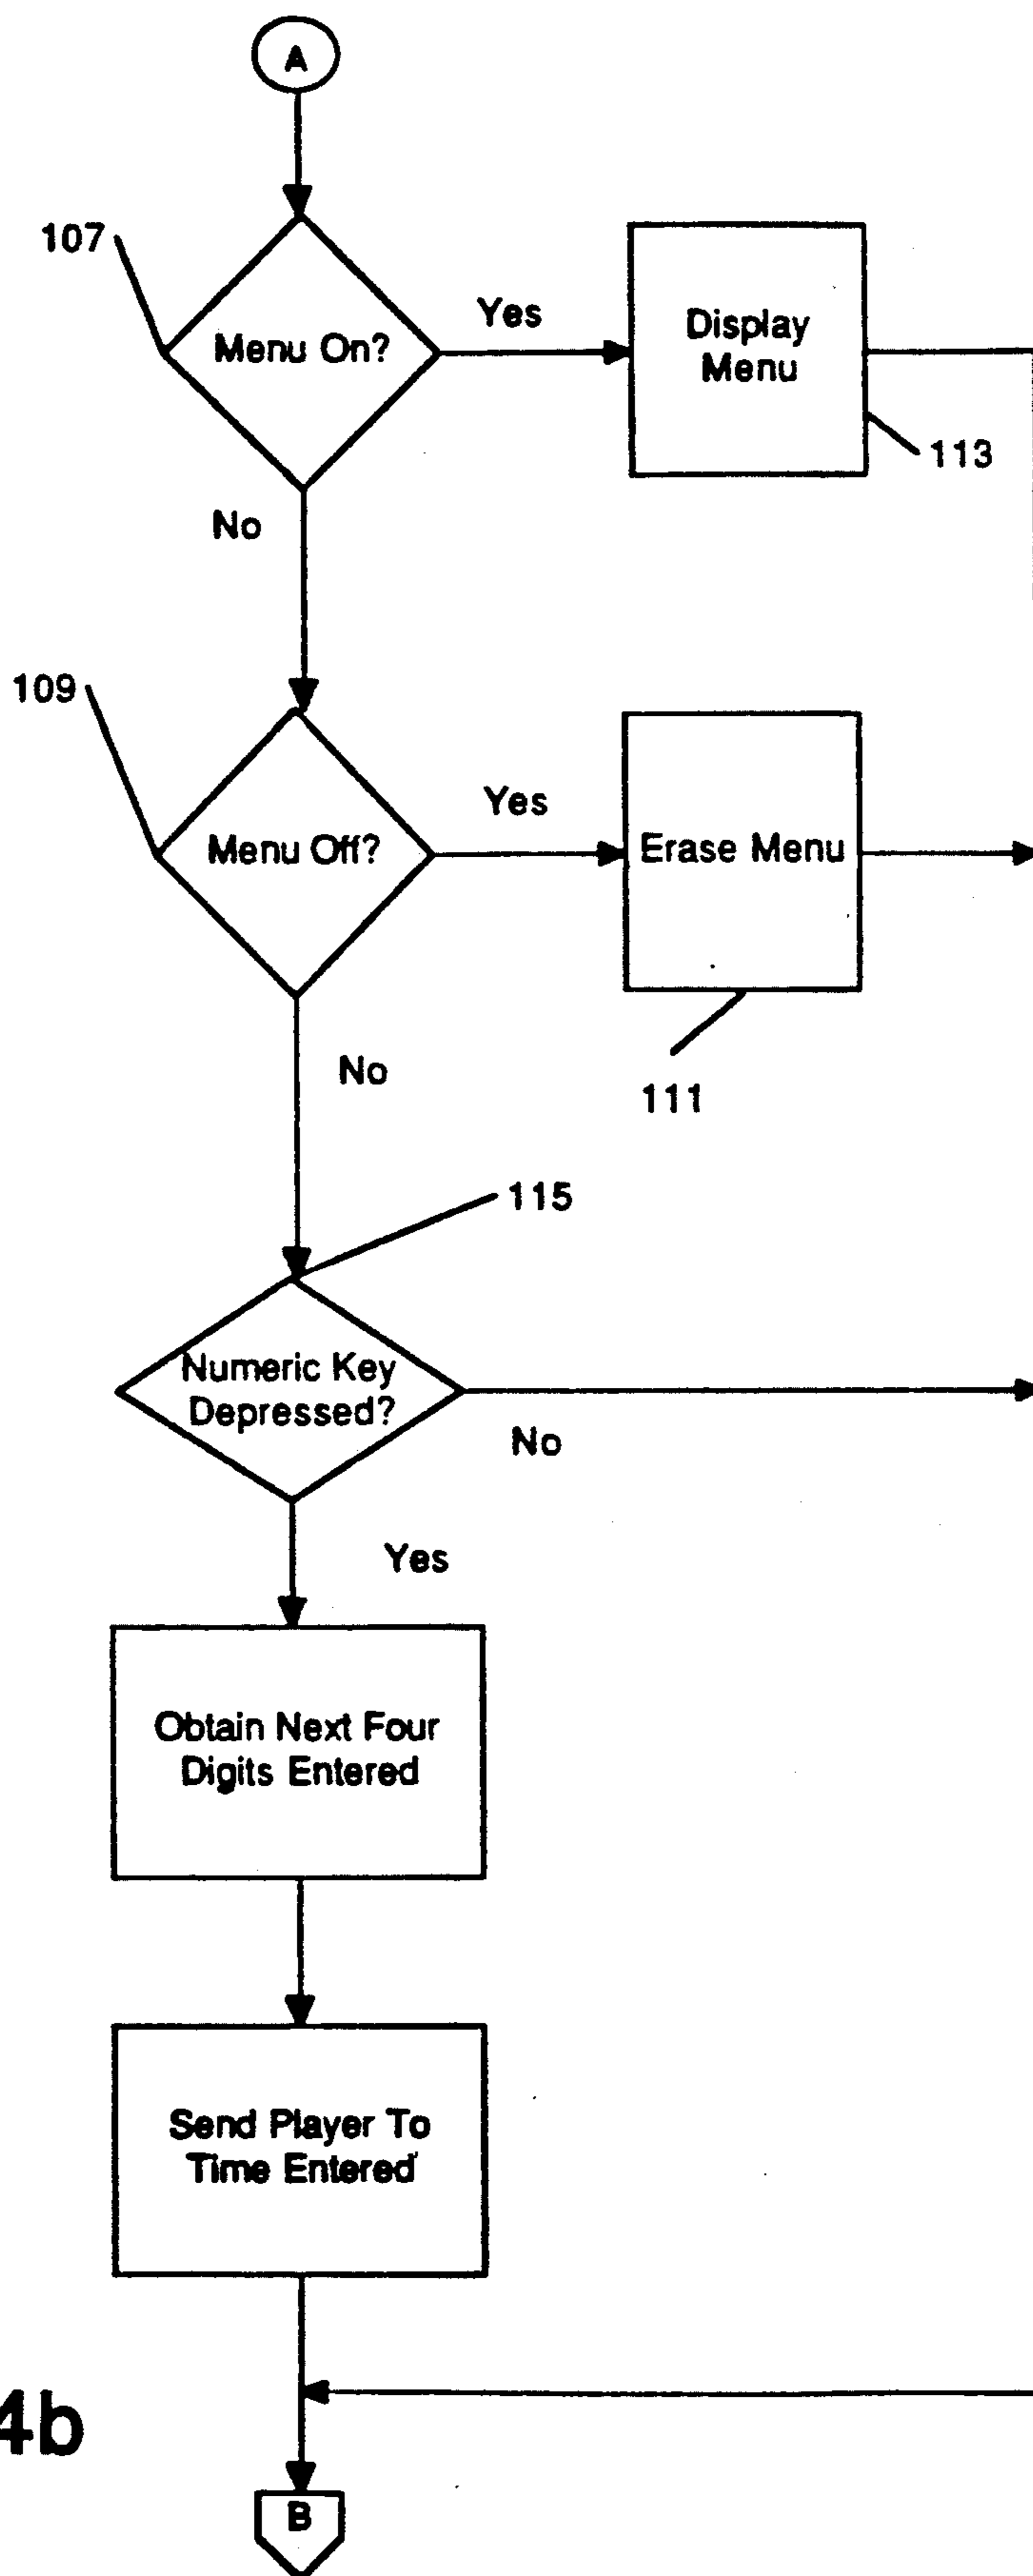 A
107
Menu On?
Yes
Display
Menu
113
No
109
Menu Off?
Yes
Erase Menu
111
No
115
Numeric Key
Depressed?
No
Yes
Obtain Next Four
Digits Entered
Send Player To
Time Entered
4b
B